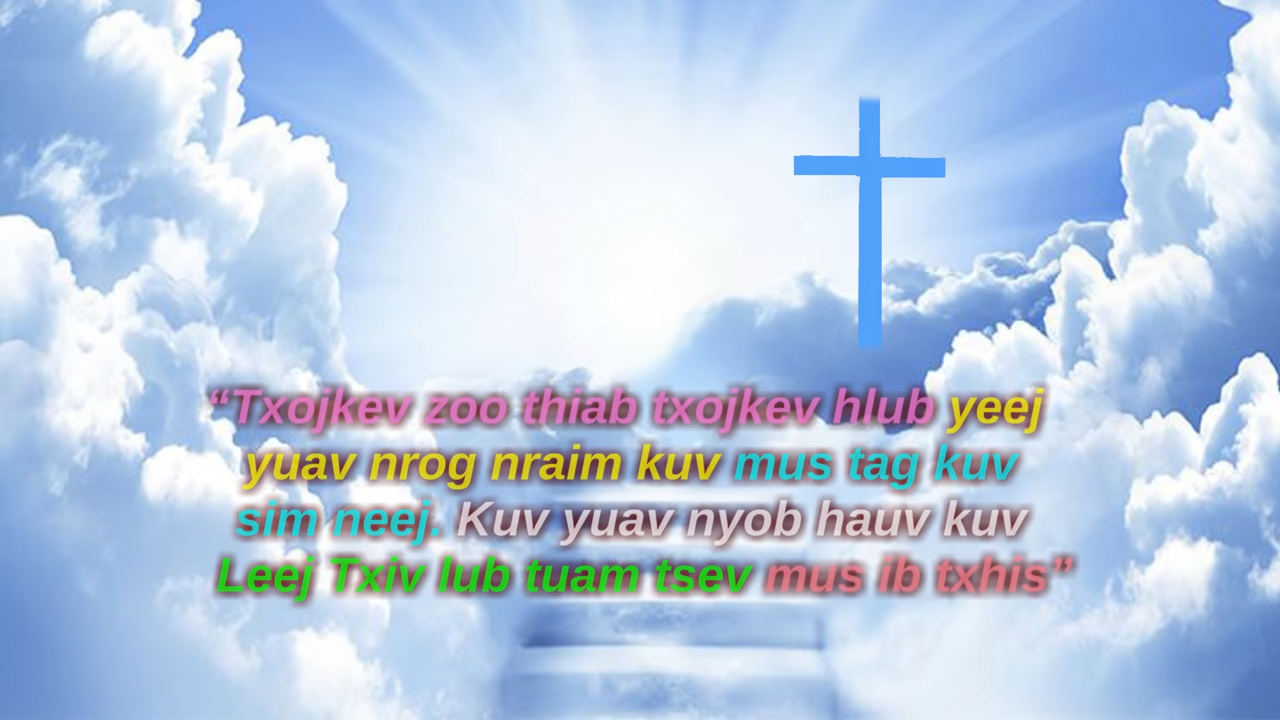 “Txojkev zoo thiab txojkev hlub yeej
yuav nrog nraim kuv mus tag kuv
sim neej. Kuv yuav nyob hauv kuv
Leej Txiv lub tuam tsev mus ib txhis”